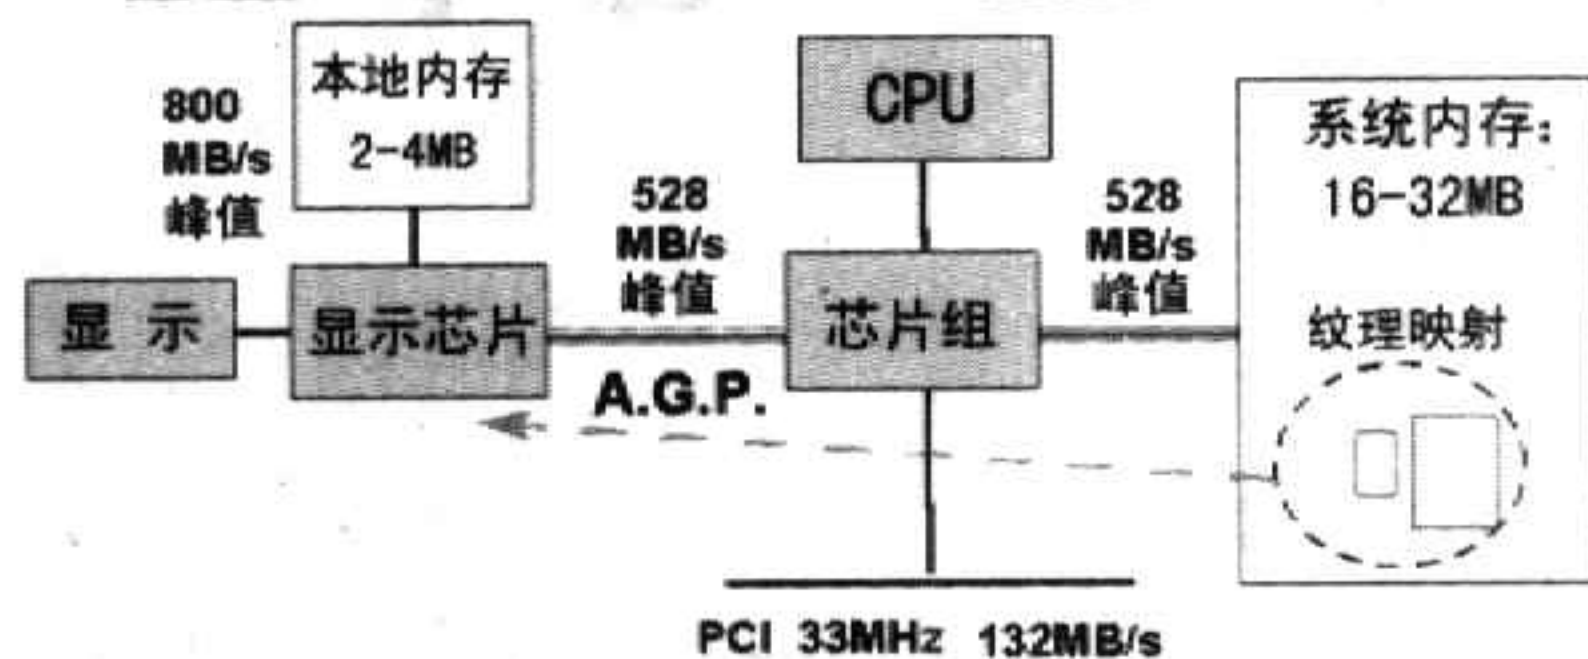 本地内存
2-4MB
800
MB/s
峰值
CPU
系统内存:
16-32MB
528
MB/s
峰值
528
MB/s
峰值
显 示
显示芯片
芯片组
纹理映射
A.G.P.
PCI 33MHz 132MB/s